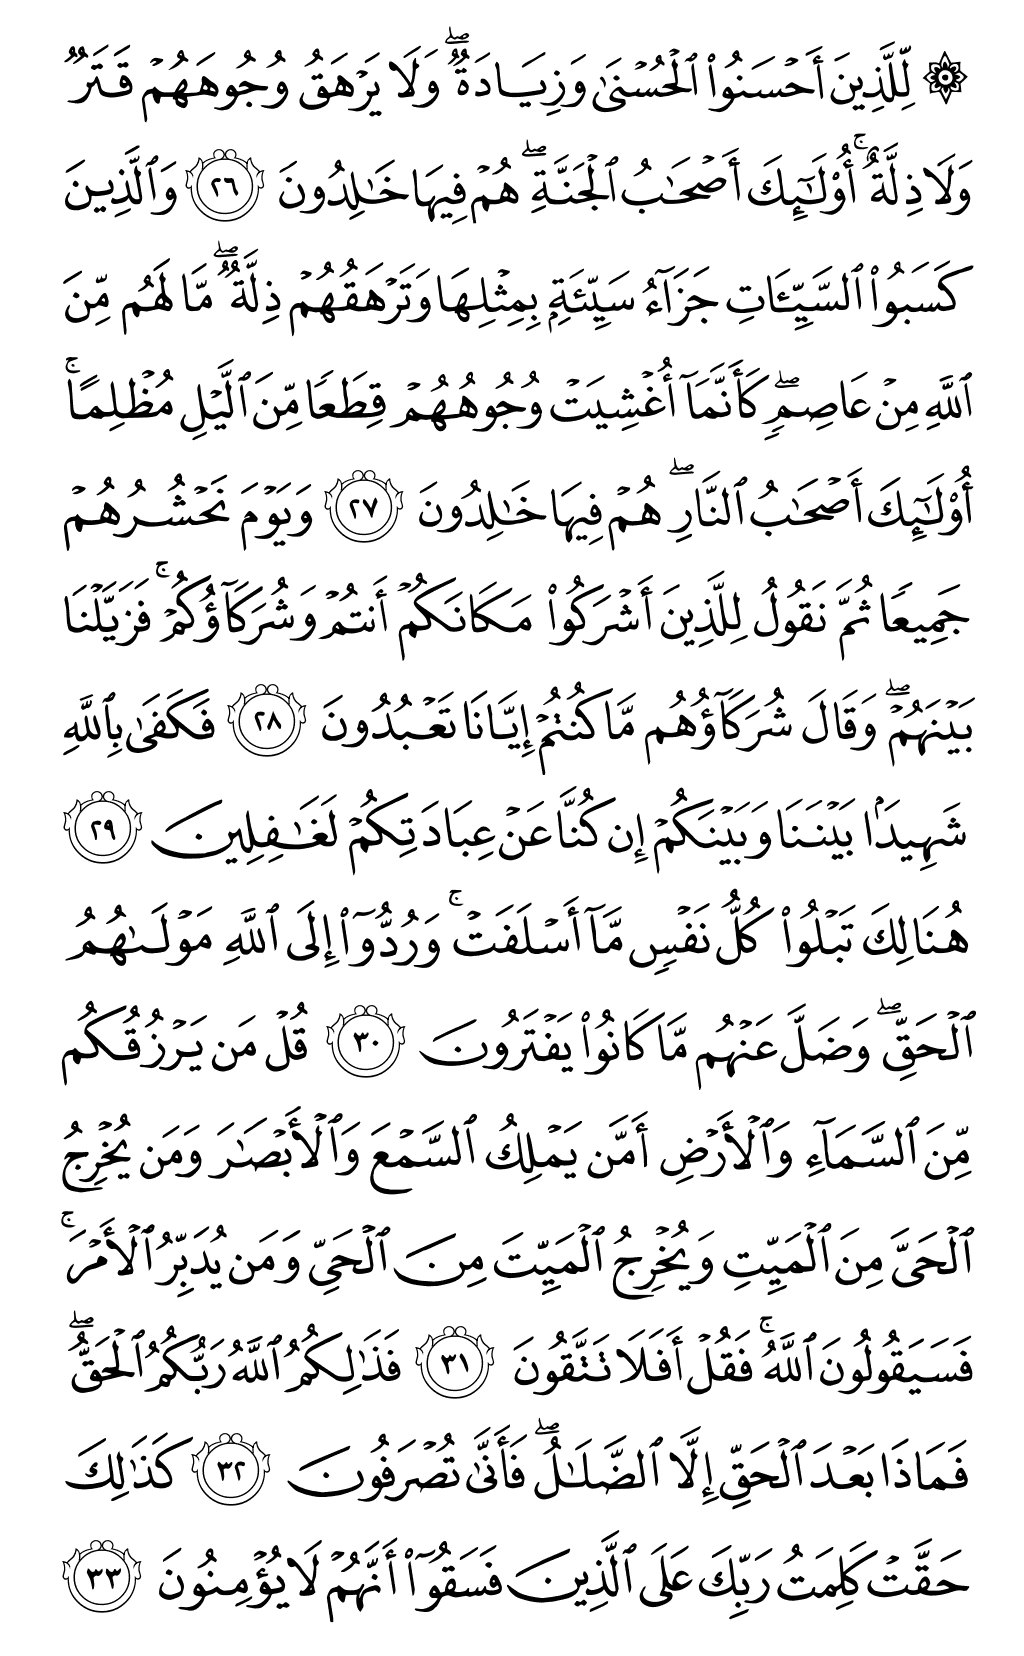 ۞ لِّلَّذِينَ أَحۡسَنُواْ ٱلۡحُسۡنَىٰ وَزِيَادَةٞۖ وَلَا يَرۡهَقُ وُجُوهَهُمۡ قَتَرٞ
وَلَا ذِلَّةٌۚ أُوْلَٰٓئِكَ أَصۡحَٰبُ ٱلۡجَنَّةِۖ هُمۡ فِيهَا خَٰلِدُونَ ٢٦ وَٱلَّذِينَ
كَسَبُواْ ٱلسَّيِّـَٔاتِ جَزَآءُ سَيِّئَةِۭ بِمِثۡلِهَا وَتَرۡهَقُهُمۡ ذِلَّةٞۖ مَّا لَهُم مِّنَ
ٱللَّهِ مِنۡ عَاصِمٖۖ كَأَنَّمَآ أُغۡشِيَتۡ وُجُوهُهُمۡ قِطَعٗا مِّنَ ٱلَّيۡلِ مُظۡلِمًاۚ
أُوْلَٰٓئِكَ أَصۡحَٰبُ ٱلنَّارِۖ هُمۡ فِيهَا خَٰلِدُونَ ٢٧ وَيَوۡمَ نَحۡشُرُهُمۡ
جَمِيعٗا ثُمَّ نَقُولُ لِلَّذِينَ أَشۡرَكُواْ مَكَانَكُمۡ أَنتُمۡ وَشُرَكَآؤُكُمۡۚ فَزَيَّلۡنَا
بَيۡنَهُمۡۖ وَقَالَ شُرَكَآؤُهُم مَّا كُنتُمۡ إِيَّانَا تَعۡبُدُونَ ٢٨ فَكَفَىٰ بِٱللَّهِ
شَهِيدَۢا بَيۡنَنَا وَبَيۡنَكُمۡ إِن كُنَّا عَنۡ عِبَادَتِكُمۡ لَغَٰفِلِينَ ٢٩
هُنَالِكَ تَبۡلُواْ كُلُّ نَفۡسٖ مَّآ أَسۡلَفَتۡۚ وَرُدُّوٓاْ إِلَى ٱللَّهِ مَوۡلَىٰهُمُ
ٱلۡحَقِّۖ وَضَلَّ عَنۡهُم مَّا كَانُواْ يَفۡتَرُونَ ٣٠ قُلۡ مَن يَرۡزُقُكُم
مِّنَ ٱلسَّمَآءِ وَٱلۡأَرۡضِ أَمَّن يَمۡلِكُ ٱلسَّمۡعَ وَٱلۡأَبۡصَٰرَ وَمَن يُخۡرِجُ
ٱلۡحَيَّ مِنَ ٱلۡمَيِّتِ وَيُخۡرِجُ ٱلۡمَيِّتَ مِنَ ٱلۡحَيِّ وَمَن يُدَبِّرُ ٱلۡأَمۡرَۚ
فَسَيَقُولُونَ ٱللَّهُۚ فَقُلۡ أَفَلَا تَتَّقُونَ ٣١ فَذَٰلِكُمُ ٱللَّهُ رَبُّكُمُ ٱلۡحَقُّۖ
فَمَاذَا بَعۡدَ ٱلۡحَقِّ إِلَّا ٱلضَّلَٰلُۖ فَأَنَّىٰ تُصۡرَفُونَ ٣٢ كَذَٰلِكَ
حَقَّتۡ كَلِمَتُ رَبِّكَ عَلَى ٱلَّذِينَ فَسَقُوٓاْ أَنَّهُمۡ لَا يُؤۡمِنُونَ ٣٣